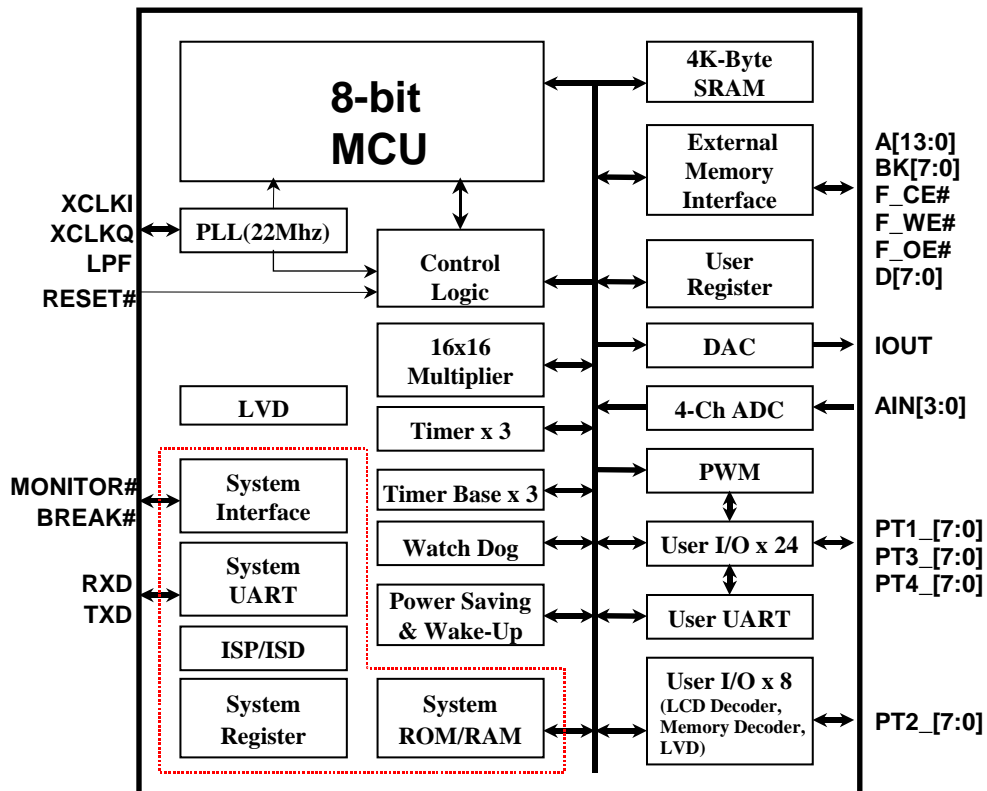 8-bit
MCU
4K-Byte
SRAM
External
Memory
Interface
A[13:0]
BK[7:0]
F_CE#
F_WE#
F_OE#
D[7:0]
XCLKI
XCLKQ
LPF
RESET#
PLL(22Mhz)
Control
Logic
User
Register
16x16
Multiplier
DAC
IOUT
LVD
Timer x 3
4-Ch ADC
AIN[3:0]
MONITOR#
BREAK#
System
Interface
Timer Base x 3
PWM
Watch Dog
User I/O x 24
PT1_[7:0]
PT3_[7:0]
PT4_[7:0]
RXD
TXD
System
UART
Power Saving
& Wake-Up
User UART
ISP/ISD
System
Register
System
ROM/RAM
User I/O x 8
(LCD Decoder,
Memory Decoder,
LVD)
PT2_[7:0]